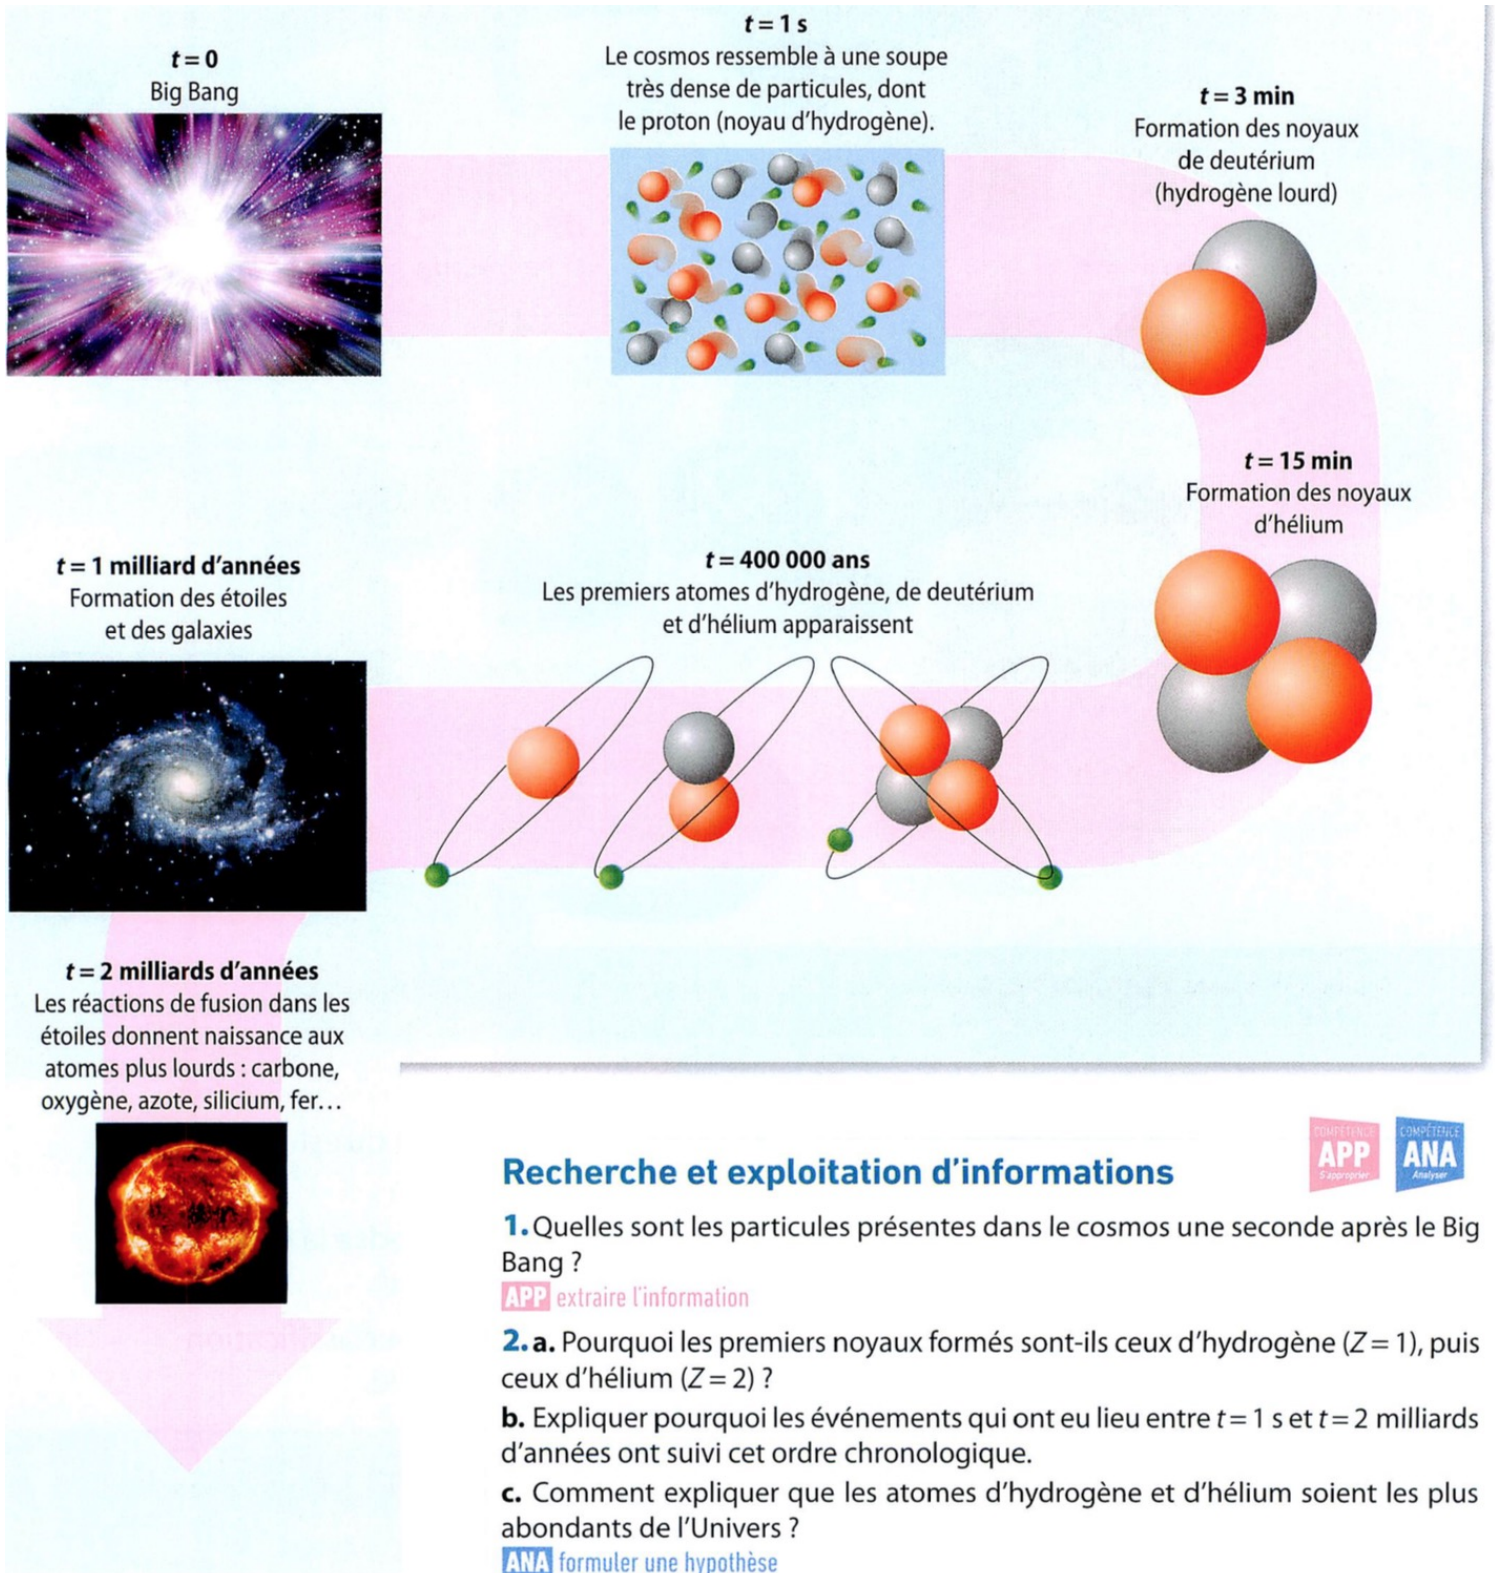 t = 0
Big Bang
t = 1 s
Le cosmos ressemble à une soupe
très dense de particules, dont
le proton (noyau d'hydrogène).
t = 3 min
Formation des noyaux
de deutérium
(hydrogène lourd)
t = 15 min
Formation des noyaux
d'hélium
t = 400 000 ans
Les premiers atomes d'hydrogène, de deutérium
et d'hélium apparaissent
t = 1 milliard d'années
Formation des étoiles
et des galaxies
t = 2 milliards d'années
Les réactions de fusion dans les
étoiles donnent naissance aux
atomes plus lourds : carbone,
oxygène, azote, silicium, fer…
COMPÉTENCE
APP
S'approprier
COMPÉTENCE
ANA
Analyser
Recherche et exploitation d'informations
1. Quelles sont les particules présentes dans le cosmos une seconde après le Big
Bang ?
APP extraire l'information
2. a. Pourquoi les premiers noyaux formés sont-ils ceux d'hydrogène (Z = 1), puis
ceux d'hélium (Z = 2) ?
b. Expliquer pourquoi les événements qui ont eu lieu entre t = 1 s et t = 2 milliards
d'années ont suivi cet ordre chronologique.
c. Comment expliquer que les atomes d'hydrogène et d'hélium soient les plus
abondants de l'Univers ?
ANA formuler une hypothèse